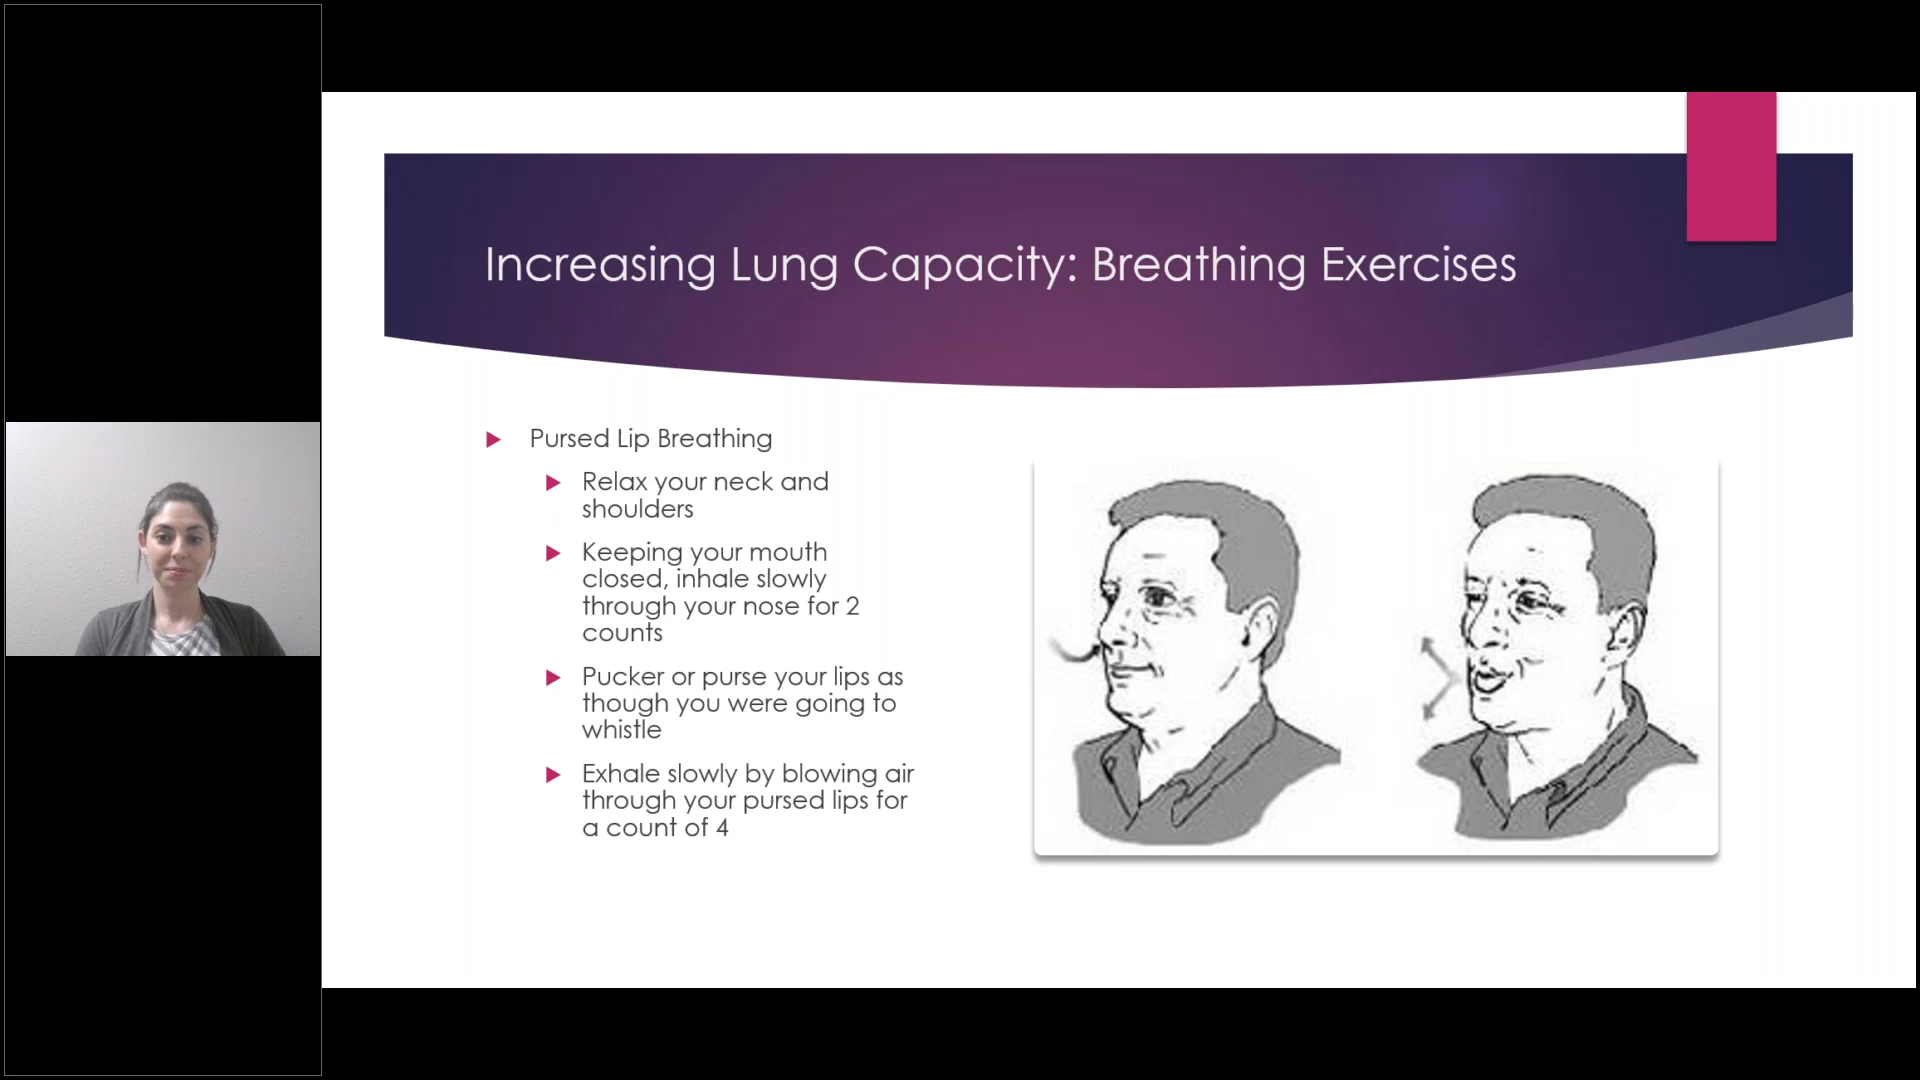 Increasing Lung Capacity: Breathing Exercises
Pursed Lip Breathing
Relax your neck and
shoulders
Keeping your mouth
closed, inhale slowly
through your nose for 2
counts
Pucker or purse your lips as
though you were going to
whistle
Exhale slowly by blowing air
through your pursed lips for
a count of 4